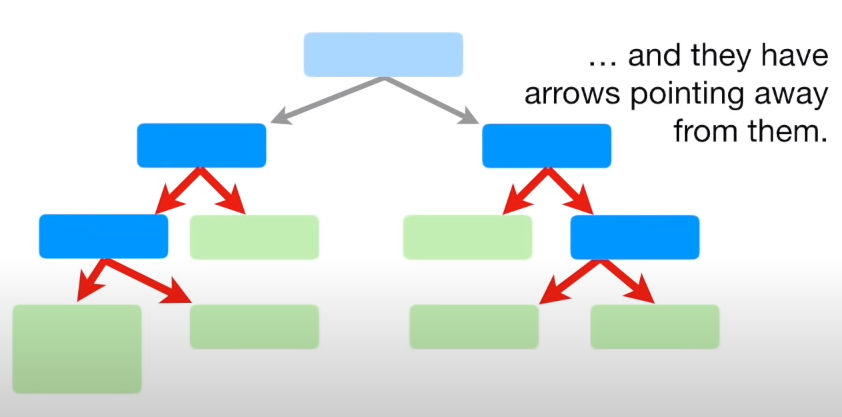 ... and they have
arrows pointing away
from them.